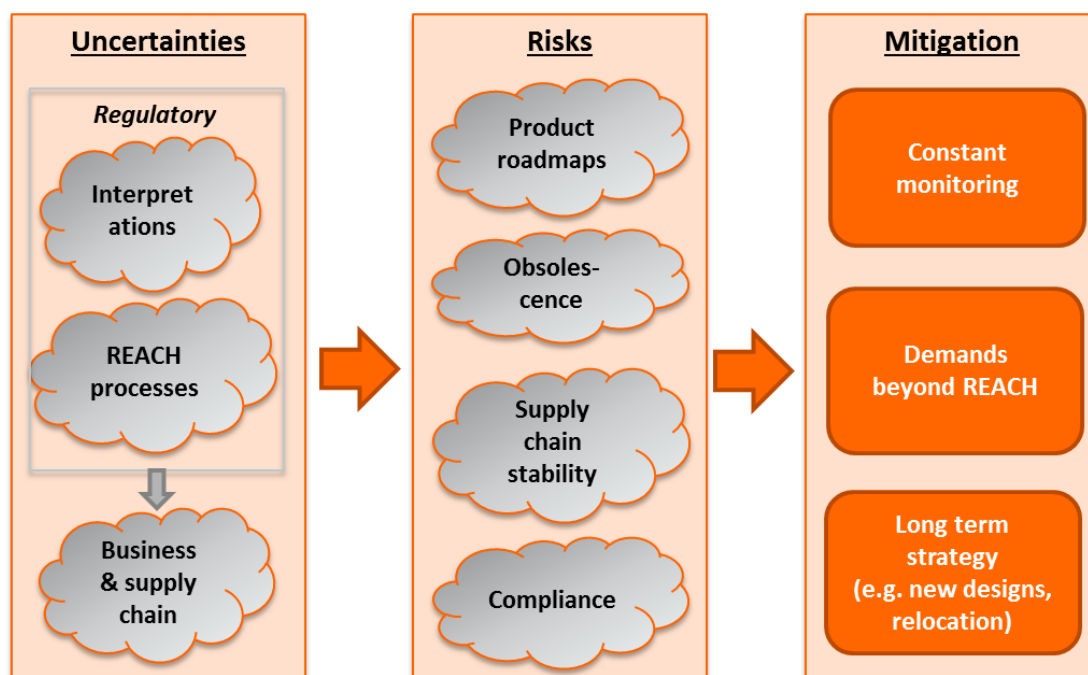 Uncertainties
Regulatory
Interpret
ations
REACH
processes
Business
& supply
chain
Risks
Product
roadmaps
Obsoles-
cence
Supply
chain
stability
Compliance
Mitigation
Constant
monitoring
Demands
beyond REACH
Long term
strategy
(e.g. new designs,
relocation)